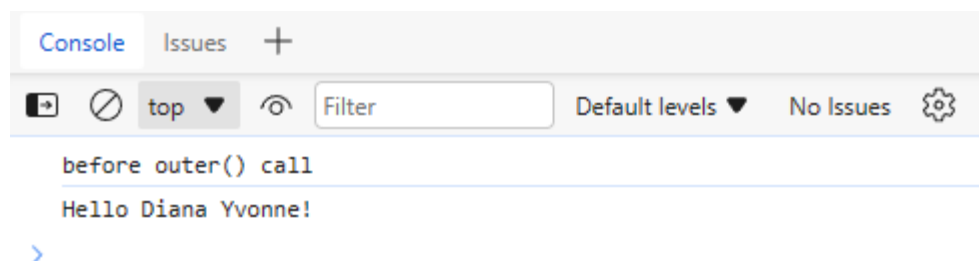 Console Issues
top Filter Default levels No Issues
before outer() call
Hello Diana Yvonne!